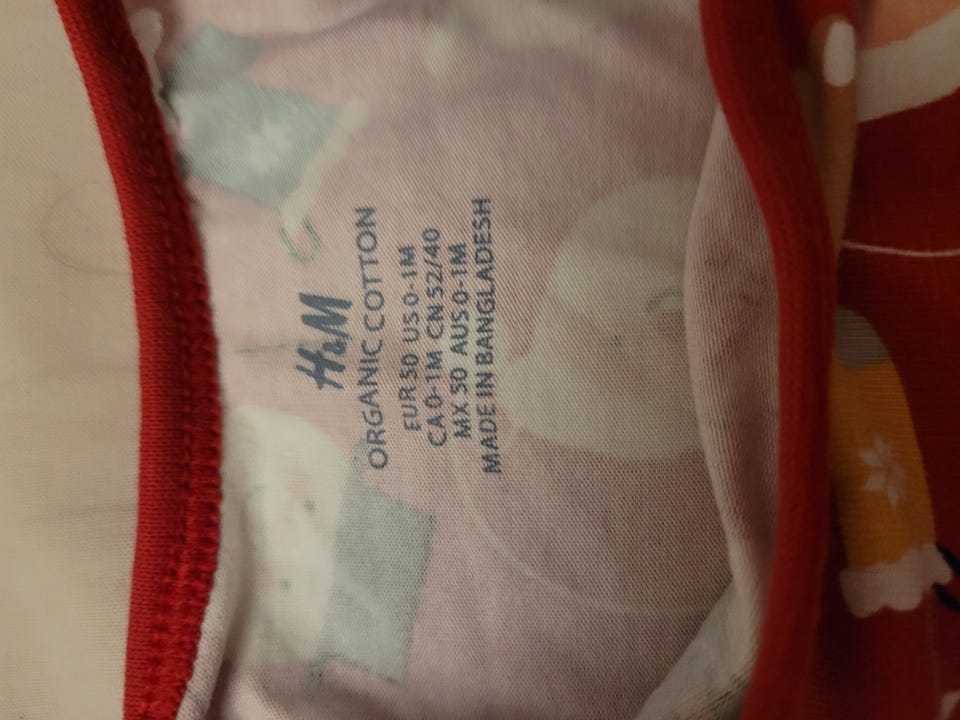 H&M
ORGANIC COTTON
EUR 50 US 0-1M
CA 0-1M CN 52/40
MX 50 AUS 0-1M
MADE IN BANGLADESH